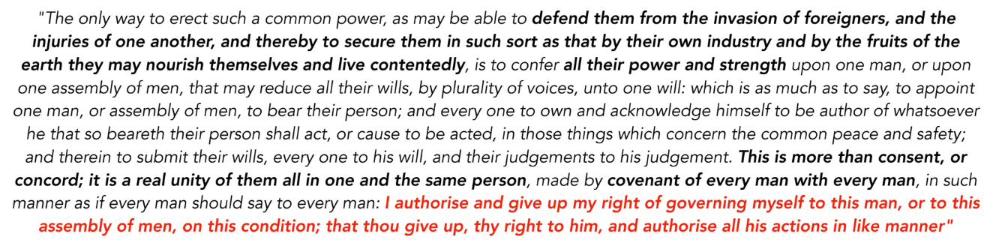 "The only way to erect such a common power, as may be able to defend them from the invasion of foreigners, and the
injuries of one another, and thereby to secure them in such sort as that by their own industry and by the fruits of the
earth they may nourish themselves and live contentedly, is to confer all their power and strength upon one man, or upon
one assembly of men, that may reduce all their wills, by plurality of voices, unto one will: which is as much as to say, to appoint
one man, or assembly of men, to bear their person; and every one to own and acknowledge himself to be author of whatsoever
he that so beareth their person shall act, or cause to be acted, in those things which concern the common peace and safety;
and therein to submit their wills, every one to his will, and their judgements to his judgement. This is more than consent, or
concord; it is a real unity of them all in one and the same person, made by covenant of every man with every man, in such
manner as if every man should say to every man: I authorise and give up my right of governing myself to this man, or to this
assembly of men, on this condition; that thou give up, thy right to him, and authorise all his actions in like manner"